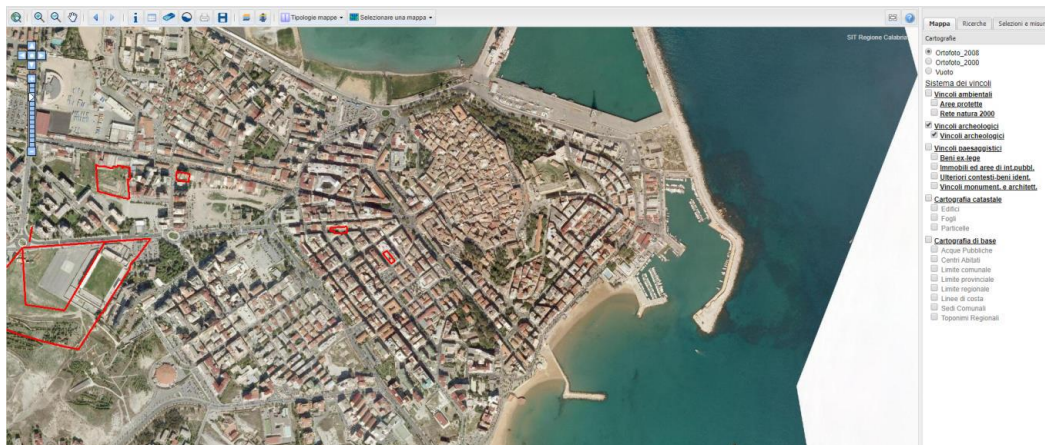 Tipologie mappe
Selezionare una mappa
SIT Regione Calabria
Mappa
Ricerche
Selezioni e misur
Cartografie
Ortofoto_2008
Ortofoto_2000
Vuoto
Sistema dei vincoli
Vincoli ambientali
Aree protette
Rete natura 2000
Vincoli archeologici
Vincoli archeologici
Vincoli paesaggistici
Beni ex-lege
Immobili ed aree di int.pubbl.
Ulteriori contesti-beni ident.
Vincoli monument. e architett.
Cartografia catastale
Edifici
Fogli
Particelle
Cartografia di base
Acque Pubbliche
Centri Abitati
Limite comunale
Limite provinciale
Limite regionale
Linee di costa
Sedi Comunali
Toponimi Regionali